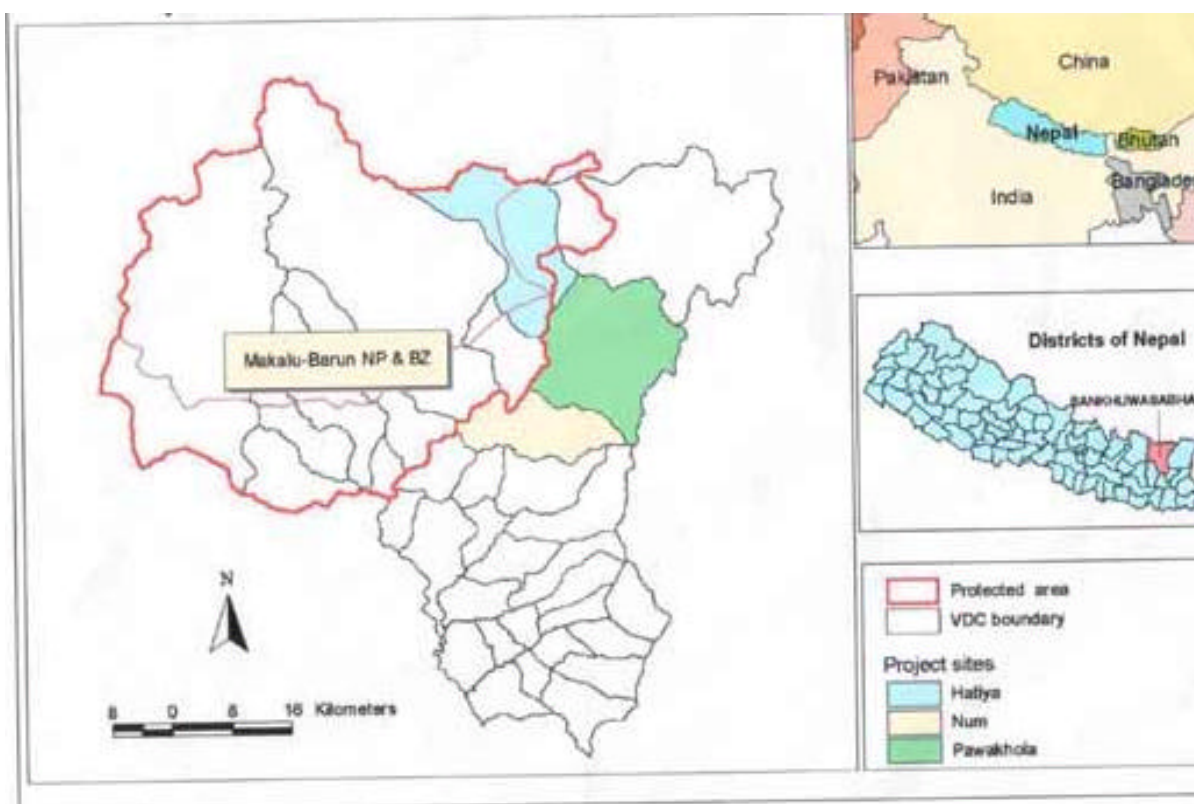 Makalu-Barun NP & BZ
N
8 0 8 16 Kilometers
Pakistan
China
Nepal
Bhutan
India
Districts of Nepal
SANKHUWASABHA
Protected area
VDC boundary
Project sites
Hatiya
Num
Pawakhola